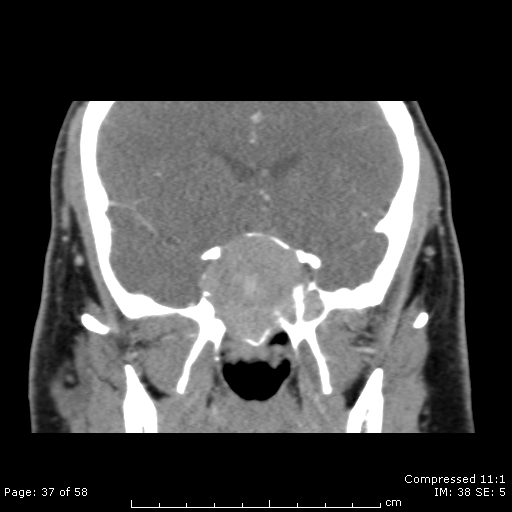 Compressed 11:1
Page: 37 of 58
IM: 38 SE: 5
cm